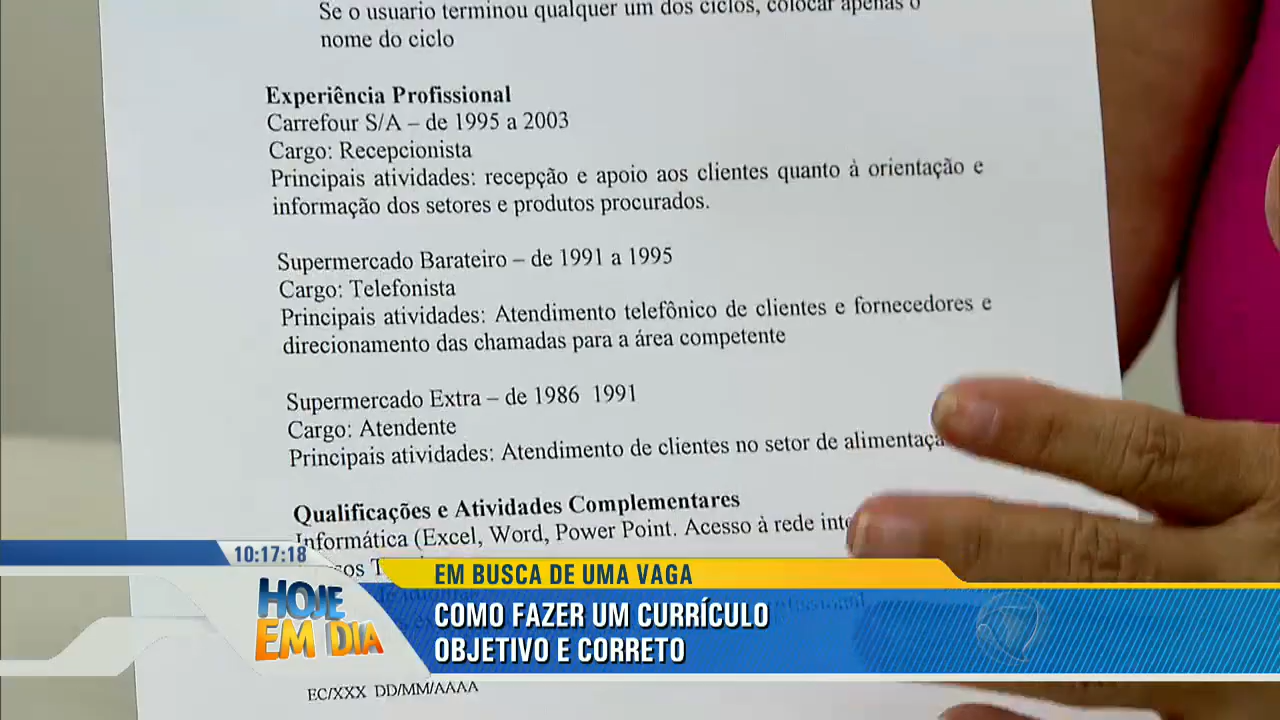 Se o usuario terminou qualquer um dos ciclos, colocar apenas o
nome do ciclo
Experiência Profissional
Carrefour S/A – de 1995 a 2003
Cargo: Recepcionista
Principais atividades: recepção e apoio aos clientes quanto à orientação e
informação dos setores e produtos procurados.
Supermercado Barateiro – de 1991 a 1995
Cargo: Telefonista
Principais atividades: Atendimento telefônico de clientes e fornecedores e
direcionamento das chamadas para a área competente
Supermercado Extra – de 1986 1991
Cargo: Atendente
Principais atividades: Atendimento de clientes no setor de
Qualificações e Atividades Complementares
Informática (Excel, Word, Power Point. Acesso à rede
10:17:18
HOJE
EM DIA
EM BUSCA DE UMA VAGA
COMO FAZER UM CURRÍCULO
OBJETIVO E CORRETO
EC/XXX DD/MM/AAAA